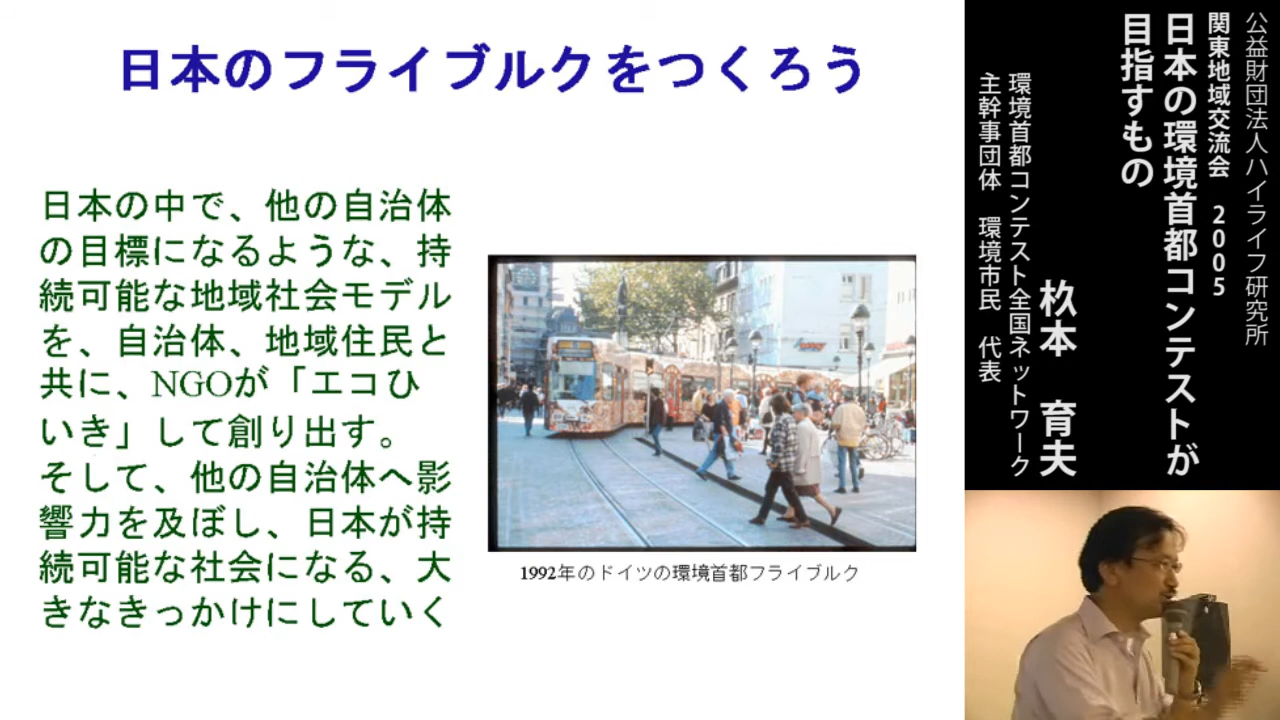 日本のフライブルクをつくろう
日本の中で、他の自治体
の目標になるような、持
続可能な地域社会モデル
を、自治体、地域住民と
共に、NGOが「エコひ
いき」して創り出す。
そして、他の自治体へ影
響力を及ぼし、日本が持
続可能な社会になる、大
きなきっかけにしていく
1992年のドイツの環境首都フライブルク
公益財団法人ハイライフ研究所
関東地域交流会 2005
日本の環境首都コンテストが
目指すもの
杦本 育夫
環境首都コンテスト全国ネットワーク
主幹事団体 環境市民 代表